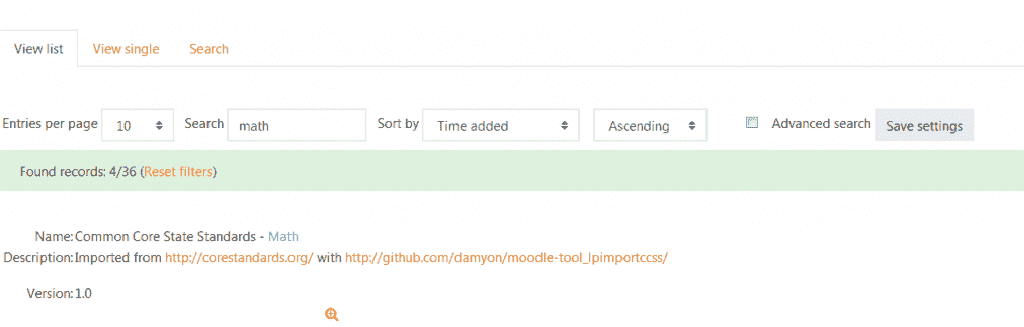 View list View single Search
Entries per page 10 Search math Sort by Time added Ascending Advanced search Save settings
Found records: 4/36 (Reset filters)
Name: Common Core State Standards - Math
Description: Imported from http://corestandards.org/ with http://github.com/damyon/moodle-tool_lpimportccss/
Version: 1.0